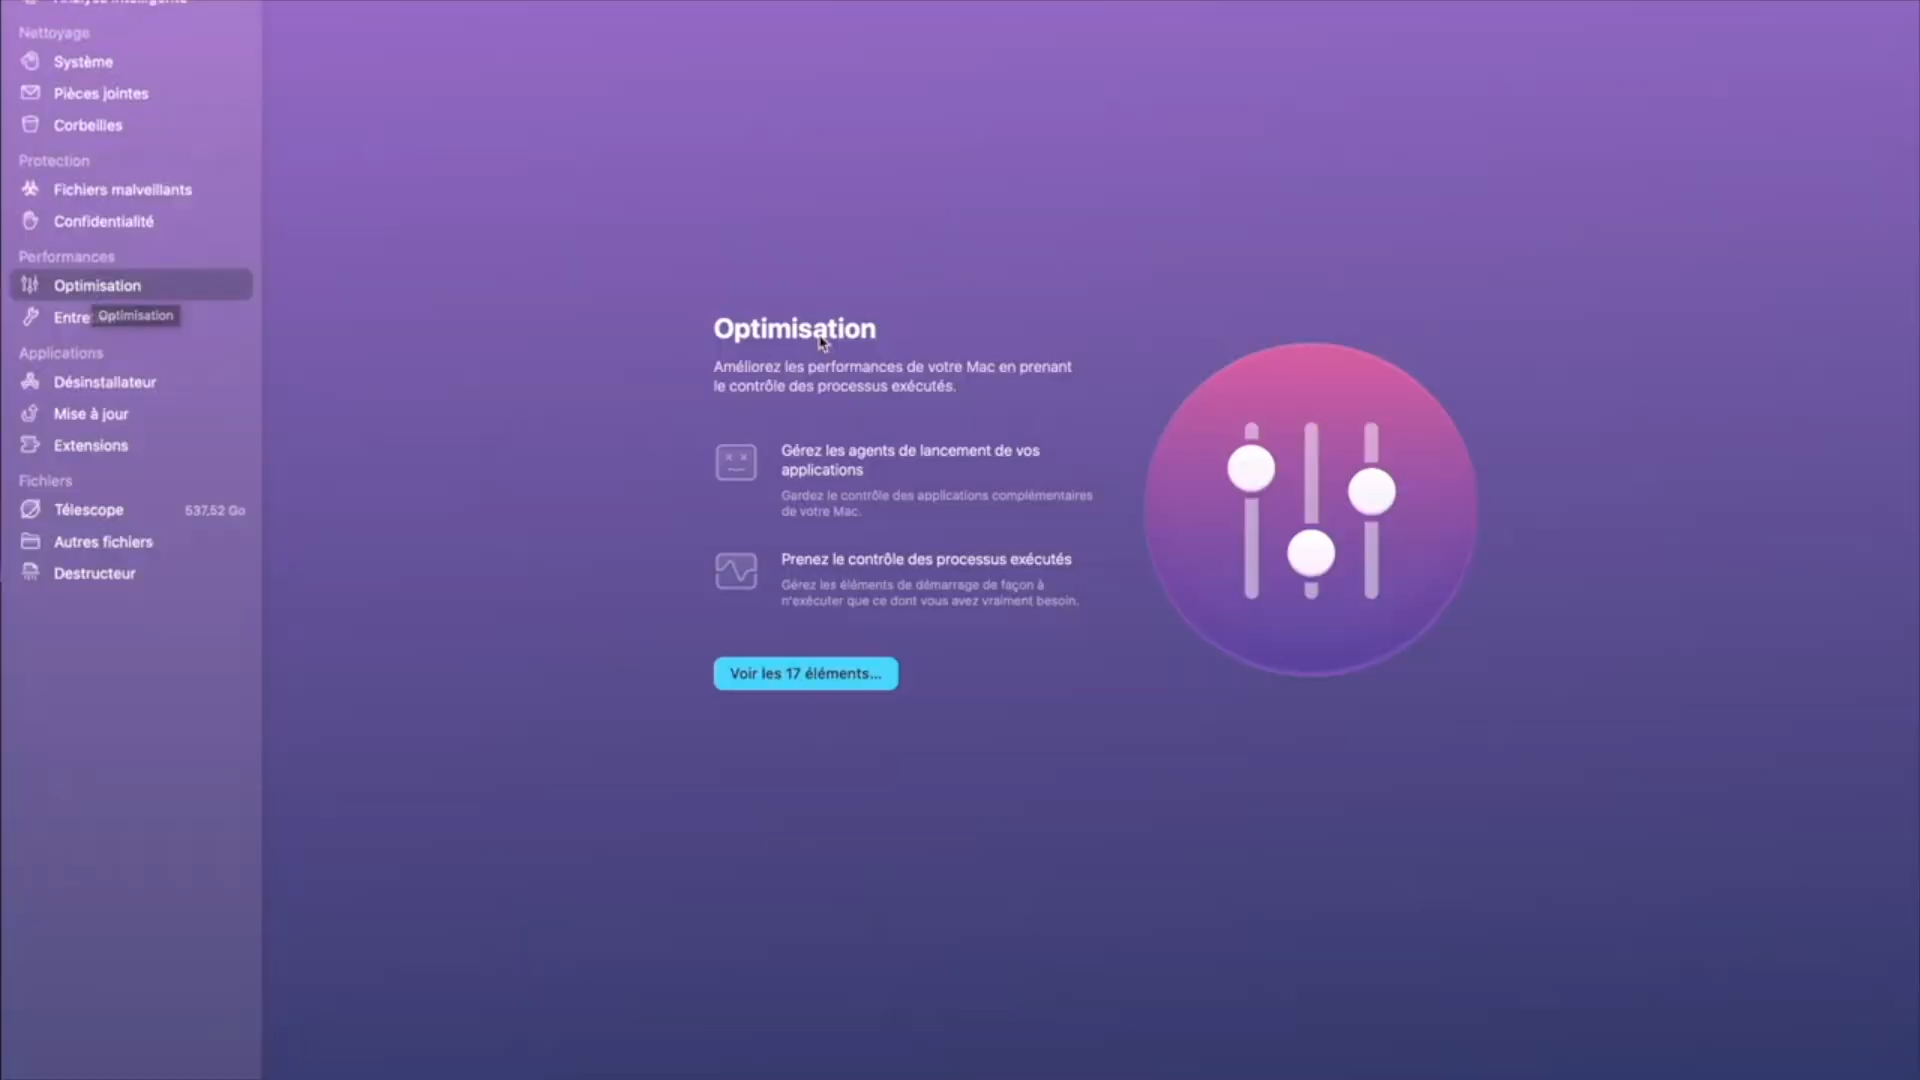 Nettoyage
Système
Pièces jointes
Corbeilles
Protection
Fichiers malveillants
Confidentialité
Performances
Optimisation
Entre
Optimisation
Applications
Désinstallateur
Mise à jour
Extensions
Fichiers
Télescope 537,52 Go
Autres fichiers
Destructeur
Optimisation
Améliorez les performances de votre Mac en prenant
le contrôle des processus exécutés.
Gérez les agents de lancement de vos
applications
Gardez le contrôle des applications complémentaires
de votre Mac.
Prenez le contrôle des processus exécutés
Gérez les éléments de démarrage de façon à
n'exécuter que ce dont vous avez vraiment besoin.
Voir les 17 éléments...